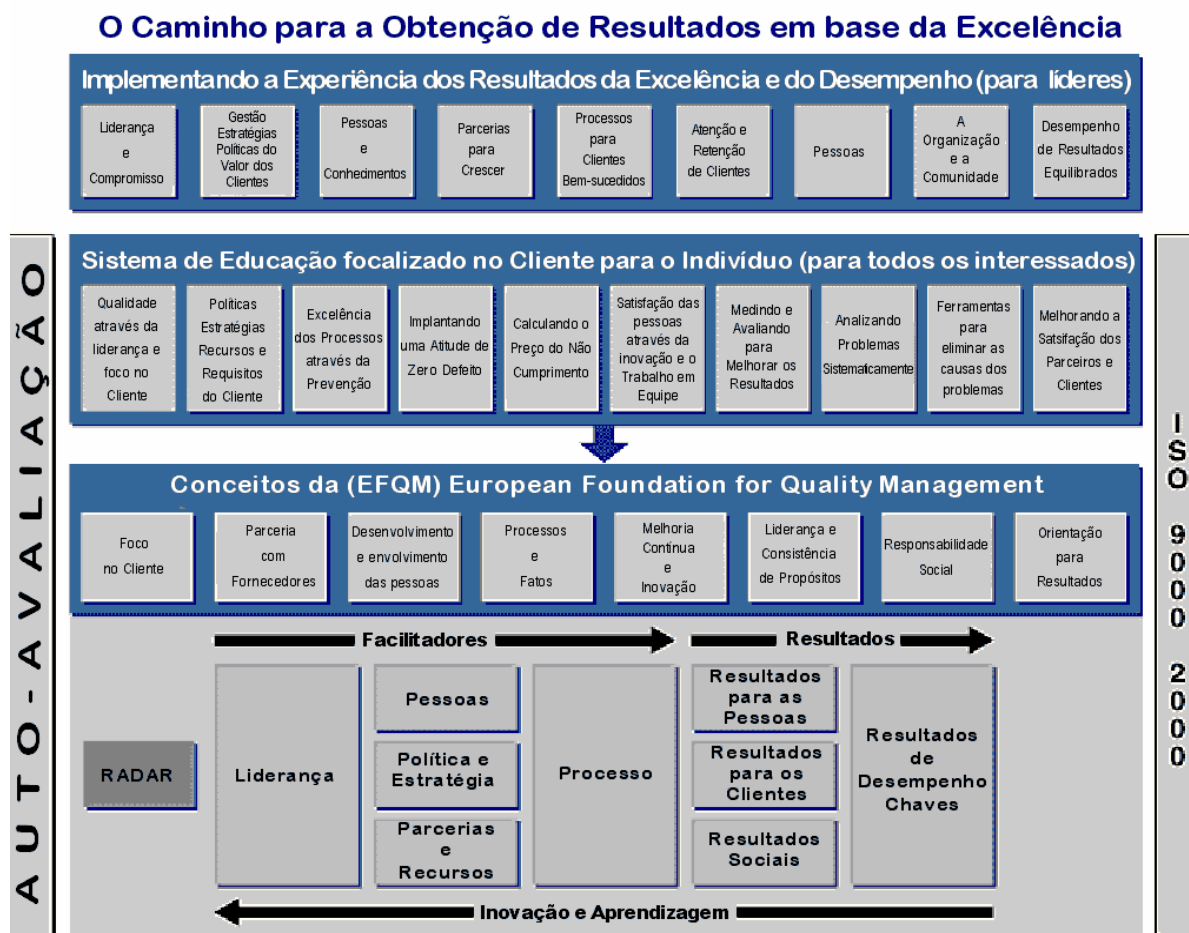 O Caminho para a Obtenção de Resultados em base da Excelência
Implementando a Experiência dos Resultados da Excelência e do Desempenho (para líderes)
Liderança
e
Compromisso
Gestão
Estratégias
Políticas do
Valor dos
Clientes
Pessoas
e
Conhedimentos
Parcerias
para
Crescer
Processos
para
Clientes
Bem-sucedidos
Atenção e
Retenção
de Clientes
Pessoas
A
Organização
e a
Comunidade
Desempenho
de Resultados
Equilibrados
AUTO-AVALIAÇÃO
Sistema de Educação focalizado no Cliente para o Indivíduo (para todos os interessados)
Qualidade
através da
liderança e
foco no
Cliente
Políticas
Estratégias
Recursos e
Requisitos
do Cliente
Excelência
dos Processos
através da
Prevenção
Implantando
uma Atitude de
Zero Defeito
Calculando o
Preço do Não
Cumprimento
Satisfação das
pessoas
através da
inovação e o
Trabalho em
Equipe
Medindo e
Avaliando
para
Melhorar os
Resultados
Analizando
Problemas
Sistematicamente
Ferramentas
para
eliminar as
causas dos
problemas
Melhorando a
Satsifação dos
Parceiros e
Clientes
ISO 9000 2000
Conceitos da (EFQM) European Foundation for Quality Management
Foco
no Cliente
Parceria
com
Fornecedores
Desenvolvimento
e envolvimento
das pessoas
Processos
e
Fatos
Melhoria
Contínua
e
Inovação
Liderança e
Consistência
de Propósitos
Responsabilidade
Social
Orientação
para
Resultados
Facilitadores
Resultados
RADAR
Liderança
Pessoas
Política e
Estratégia
Parcerias
e
Recursos
Processo
Resultados
para as
Pessoas
Resultados
para os
Clientes
Resultados
Sociais
Resultados
de
Desempenho
Chaves
Inovação e Aprendizagem